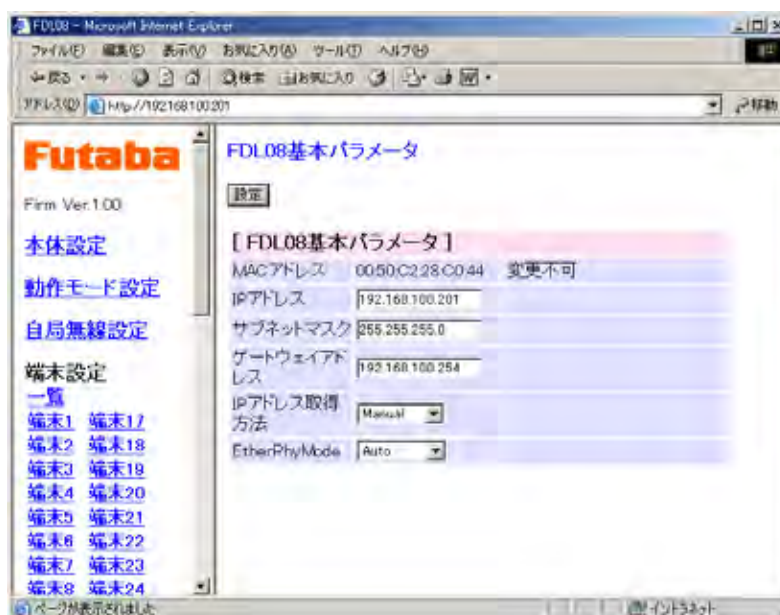 FDL08 - Microsoft Internet Explorer
ファイル(F) 編集(E) 表示(V) お気に入り(A) ツール(T) ヘルプ(H)
戻る 検索 お気に入り
アドレス(D) http://192.168.100.201 移動
Futaba
Firm Ver.1.00
本体設定
動作モード設定
自局無線設定
端末設定
一覧
端末1 端末17
端末2 端末18
端末3 端末19
端末4 端末20
端末5 端末21
端末6 端末22
端末7 端末23
端末8 端末24
FDL08基本パラメータ
設定
[ FDL08基本パラメータ ]
MACアドレス 00:50:C2:28:C0:44 変更不可
IPアドレス 192.168.100.201
サブネットマスク 255.255.255.0
ゲートウェイアド
レス 192.168.100.254
IPアドレス取得
方法 Manual
EtherPhyMode Auto
ページが表示されました イントラネット